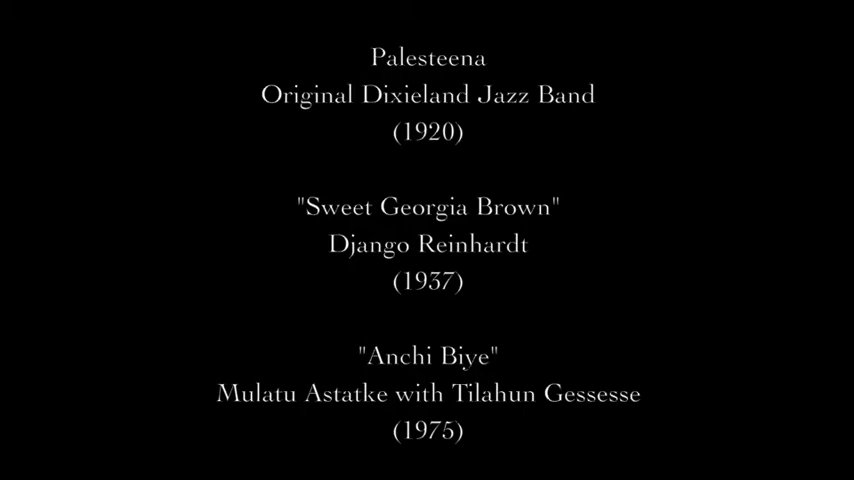 Palesteena
Original Dixieland Jazz Band
(1920)
"Sweet Georgia Brown"
Django Reinhardt
(1937)
"Anchi Biye"
Mulatu Astatke with Tilahun Gessesse
(1975)